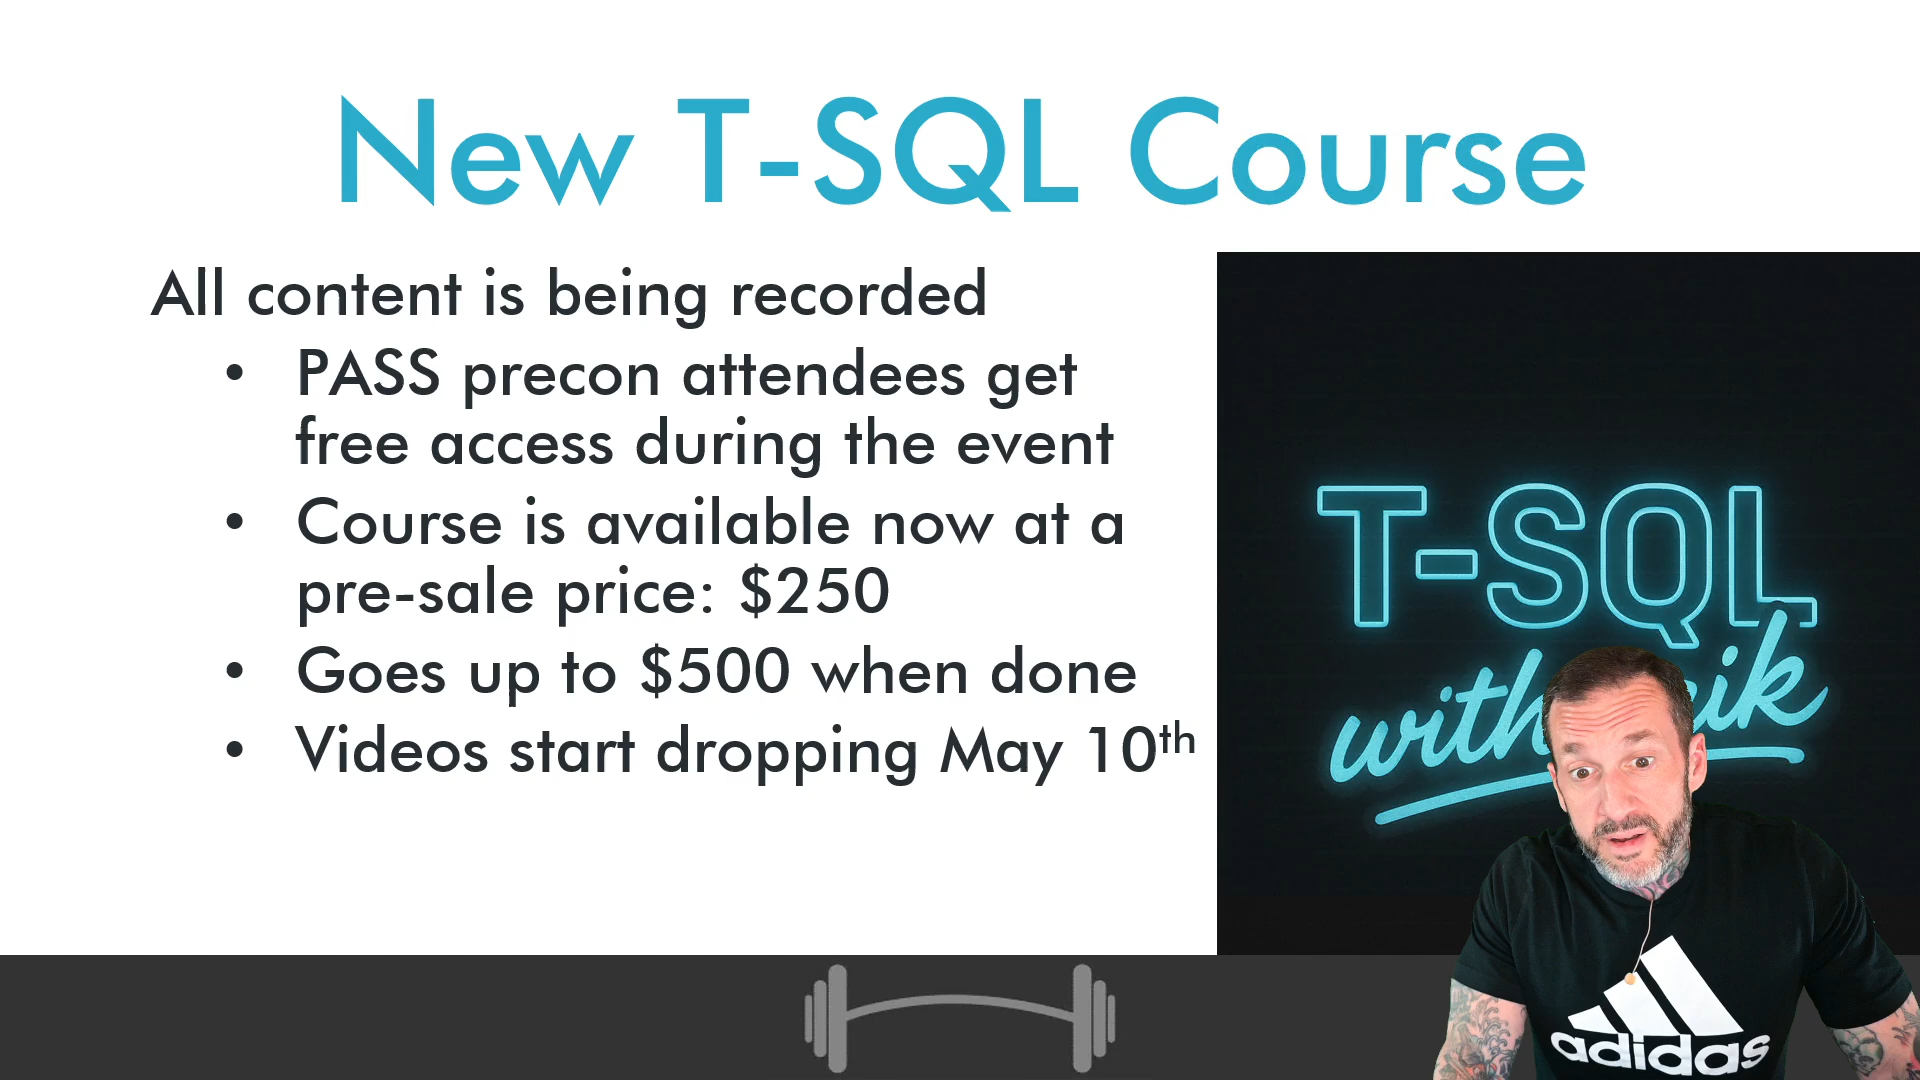 New T-SQL Course
All content is being recorded
• PASS precon attendees get
free access during the event
• Course is available now at a
pre-sale price: $250
• Goes up to $500 when done
• Videos start dropping May 10th
T-SQL
with
adidas